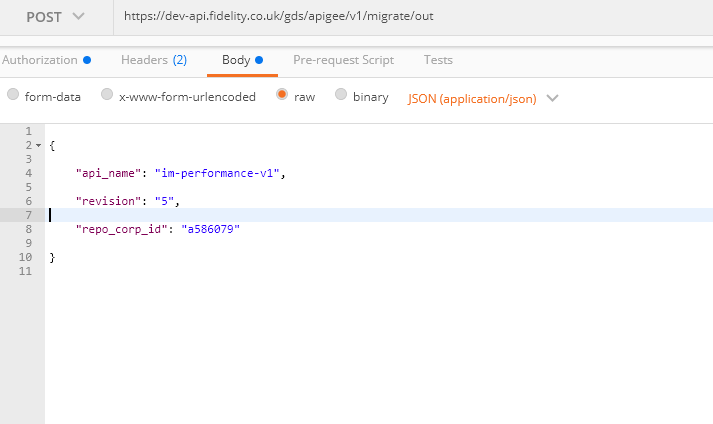 POST https://dev-api.fidelity.co.uk/gds/apigee/v1/migrate/out
Authorization Headers (2) Body Pre-request Script Tests
form-data x-www-form-urlencoded raw binary JSON (application/json)
1
2 {
3
4 "api_name": "im-performance-v1",
5
6 "revision": "5",
7
8 "repo_corp_id": "a586079"
9
10 }
11